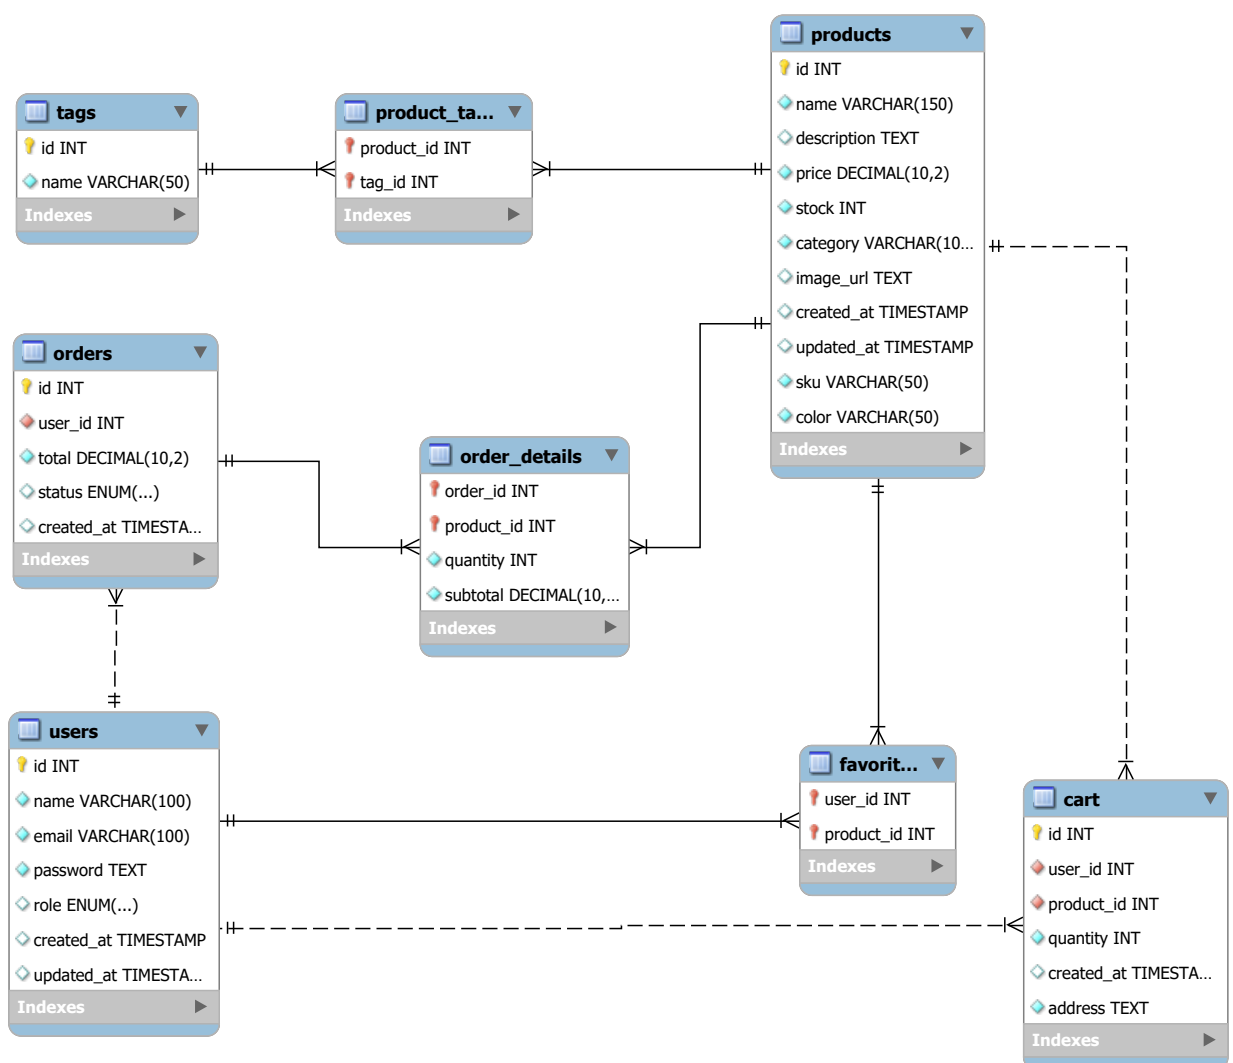 products
id INT
name VARCHAR(150)
description TEXT
price DECIMAL(10,2)
stock INT
category VARCHAR(10...
image_url TEXT
created_at TIMESTAMP
updated_at TIMESTAMP
sku VARCHAR(50)
color VARCHAR(50)
Indexes
tags
id INT
name VARCHAR(50)
Indexes
product_ta...
product_id INT
tag_id INT
Indexes
orders
id INT
user_id INT
total DECIMAL(10,2)
status ENUM(...)
created_at TIMESTA...
Indexes
order_details
order_id INT
product_id INT
quantity INT
subtotal DECIMAL(10,...
Indexes
users
id INT
name VARCHAR(100)
email VARCHAR(100)
password TEXT
role ENUM(...)
created_at TIMESTAMP
updated_at TIMESTA...
Indexes
favorit...
user_id INT
product_id INT
Indexes
cart
id INT
user_id INT
product_id INT
quantity INT
created_at TIMESTA...
address TEXT
Indexes